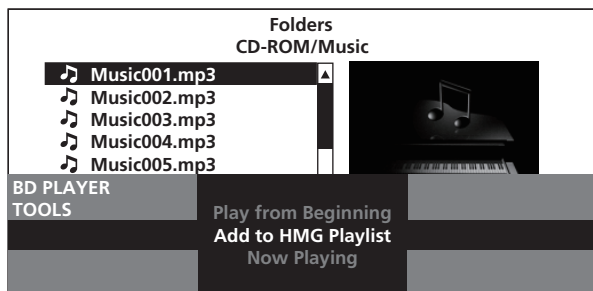 Folders
CD-ROM/Music
Music001.mp3
Music002.mp3
Music003.mp3
Music004.mp3
Music005.mp3
BD PLAYER
TOOLS
Play from Beginning
Add to HMG Playlist
Now Playing